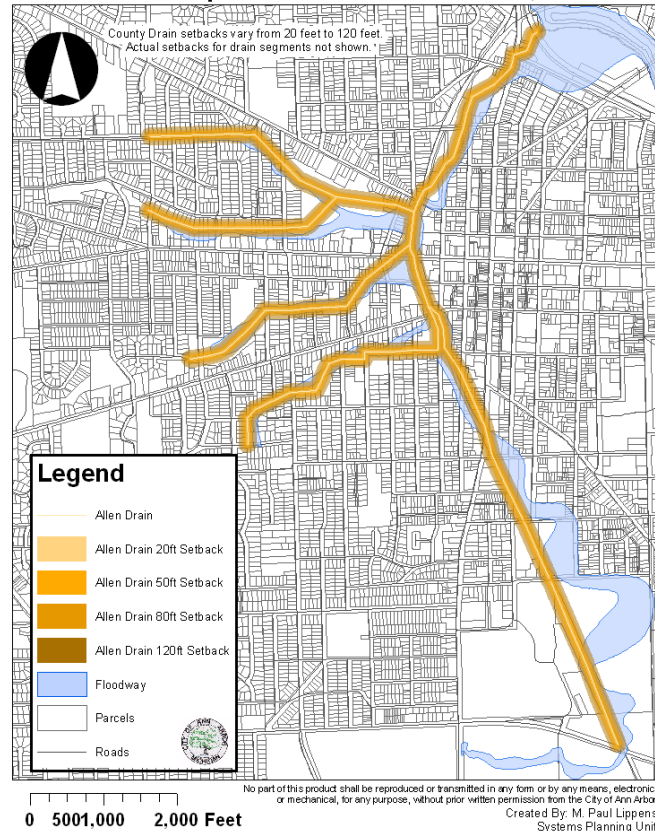 County Drain setbacks vary from 20 feet to 120 feet.
Actual setbacks for drain segments not shown.
Legend
Allen Drain
Allen Drain 20ft Setback
Allen Drain 50ft Setback
Allen Drain 80ft Setback
Allen Drain 120ft Setback
Floodway
Parcels
Roads
No part of this product shall be reproduced or transmitted in any form or by any means, electronic
or mechanical, for any purpose, without prior written permission from the City of Ann Arbor
Created By: M. Paul Lippens
Systems Planning Unit
0 500 1,000 2,000 Feet